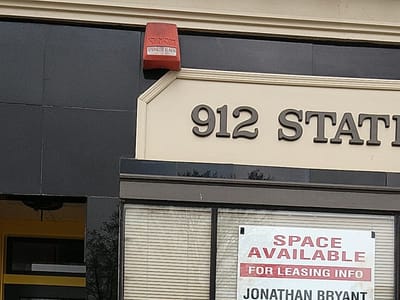 912 STAT
SPACE
AVAILABLE
FOR LEASING INFO
JONATHAN BRYANT